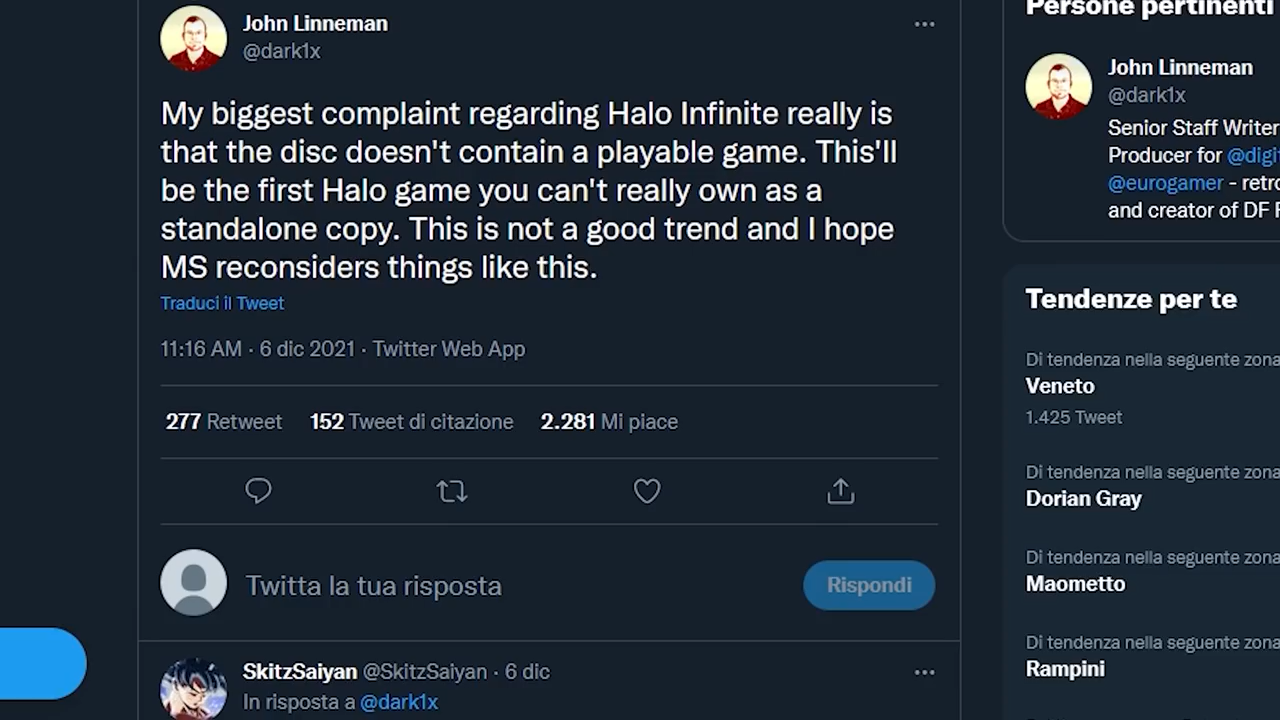 John Linneman
@dark1x
My biggest complaint regarding Halo Infinite really is
that the disc doesn't contain a playable game. This'll
be the first Halo game you can't really own as a
standalone copy. This is not a good trend and I hope
MS reconsiders things like this.
Traduci il Tweet
11:16 AM · 6 dic 2021 · Twitter Web App
277 Retweet 152 Tweet di citazione 2.281 Mi piace
Twitta la tua risposta
Rispondi
SkitzSaiyan @SkitzSaiyan · 6 dic
In risposta a @dark1x
Persone pertinenti
John Linneman
@dark1x
Senior Staff Writer
Producer for @digi
@eurogamer - retro
and creator of DF
Tendenze per te
Di tendenza nella seguente zona
Veneto
1.425 Tweet
Di tendenza nella seguente zona
Dorian Gray
Di tendenza nella seguente zona
Maometto
Di tendenza nella seguente zona
Rampini